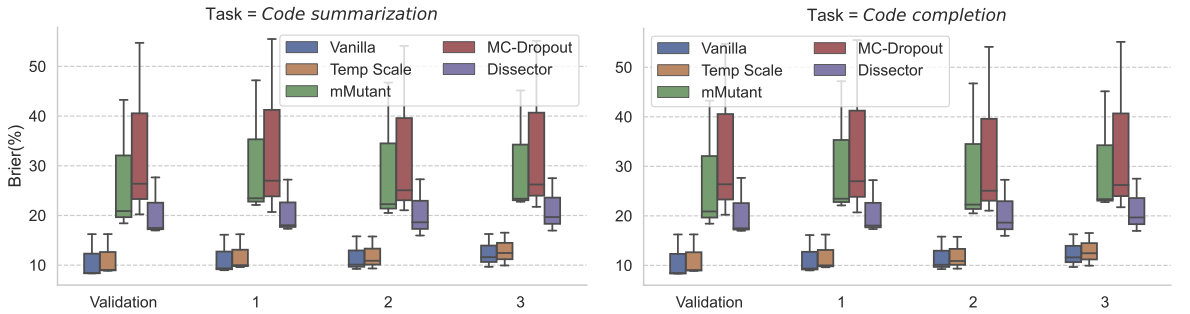 Task = Code summarization
Vanilla
Temp Scale
mMutant
MC-Dropout
Dissector
Brier(%)
50
40
30
20
10
Validation
1
2
3
Task = Code completion
Vanilla
Temp Scale
mMutant
MC-Dropout
Dissector
50
40
30
20
10
Validation
1
2
3